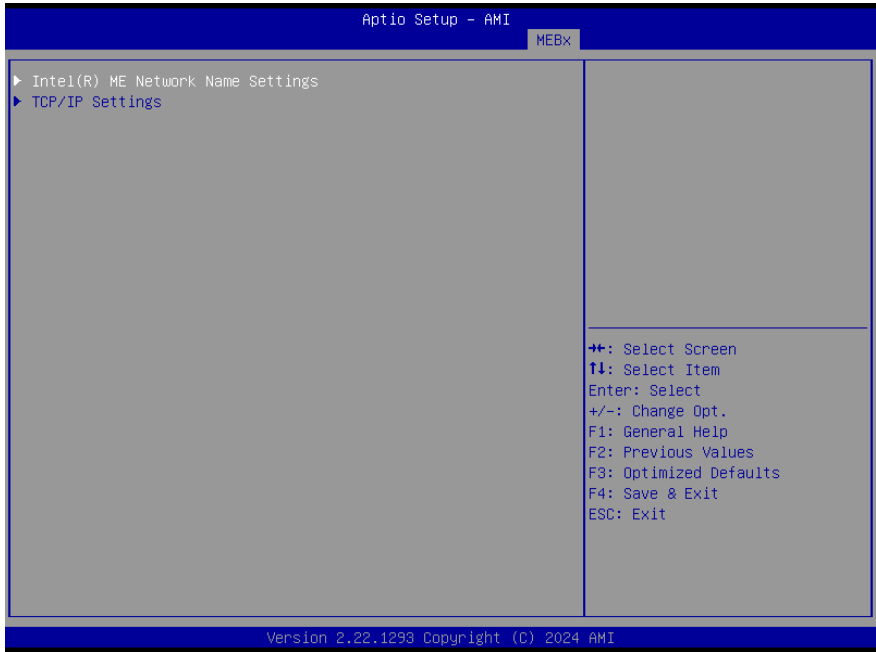 Aptio Setup – AMI
MEBx
▶ Intel(R) ME Network Name Settings
▶ TCP/IP Settings
→←: Select Screen
↑↓: Select Item
Enter: Select
+/-: Change Opt.
F1: General Help
F2: Previous Values
F3: Optimized Defaults
F4: Save & Exit
ESC: Exit
Version 2.22.1293 Copyright (C) 2024 AMI